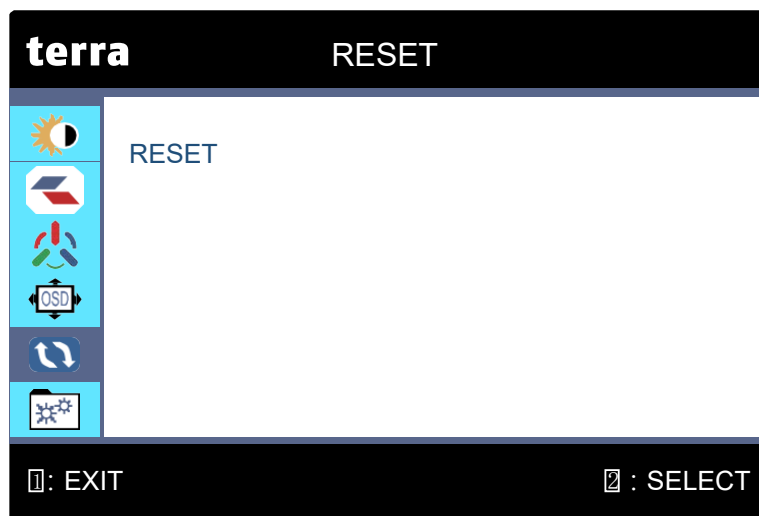 terra
RESET
RESET
OSD
1: EXIT
2 : SELECT